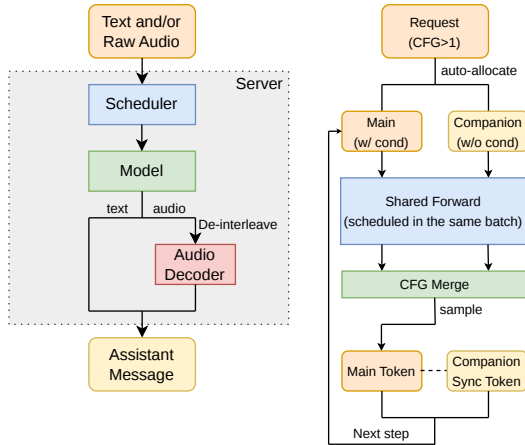 Text and/or
Raw Audio
Server
Scheduler
Model
text
audio
De-interleave
Audio
Decoder
Assistant
Message
Request
(CFG>1)
auto-allocate
Main
(w/ cond)
Companion
(w/o cond)
Shared Forward
(scheduled in the same batch)
CFG Merge
sample
Main Token
Companion
Sync Token
Next step